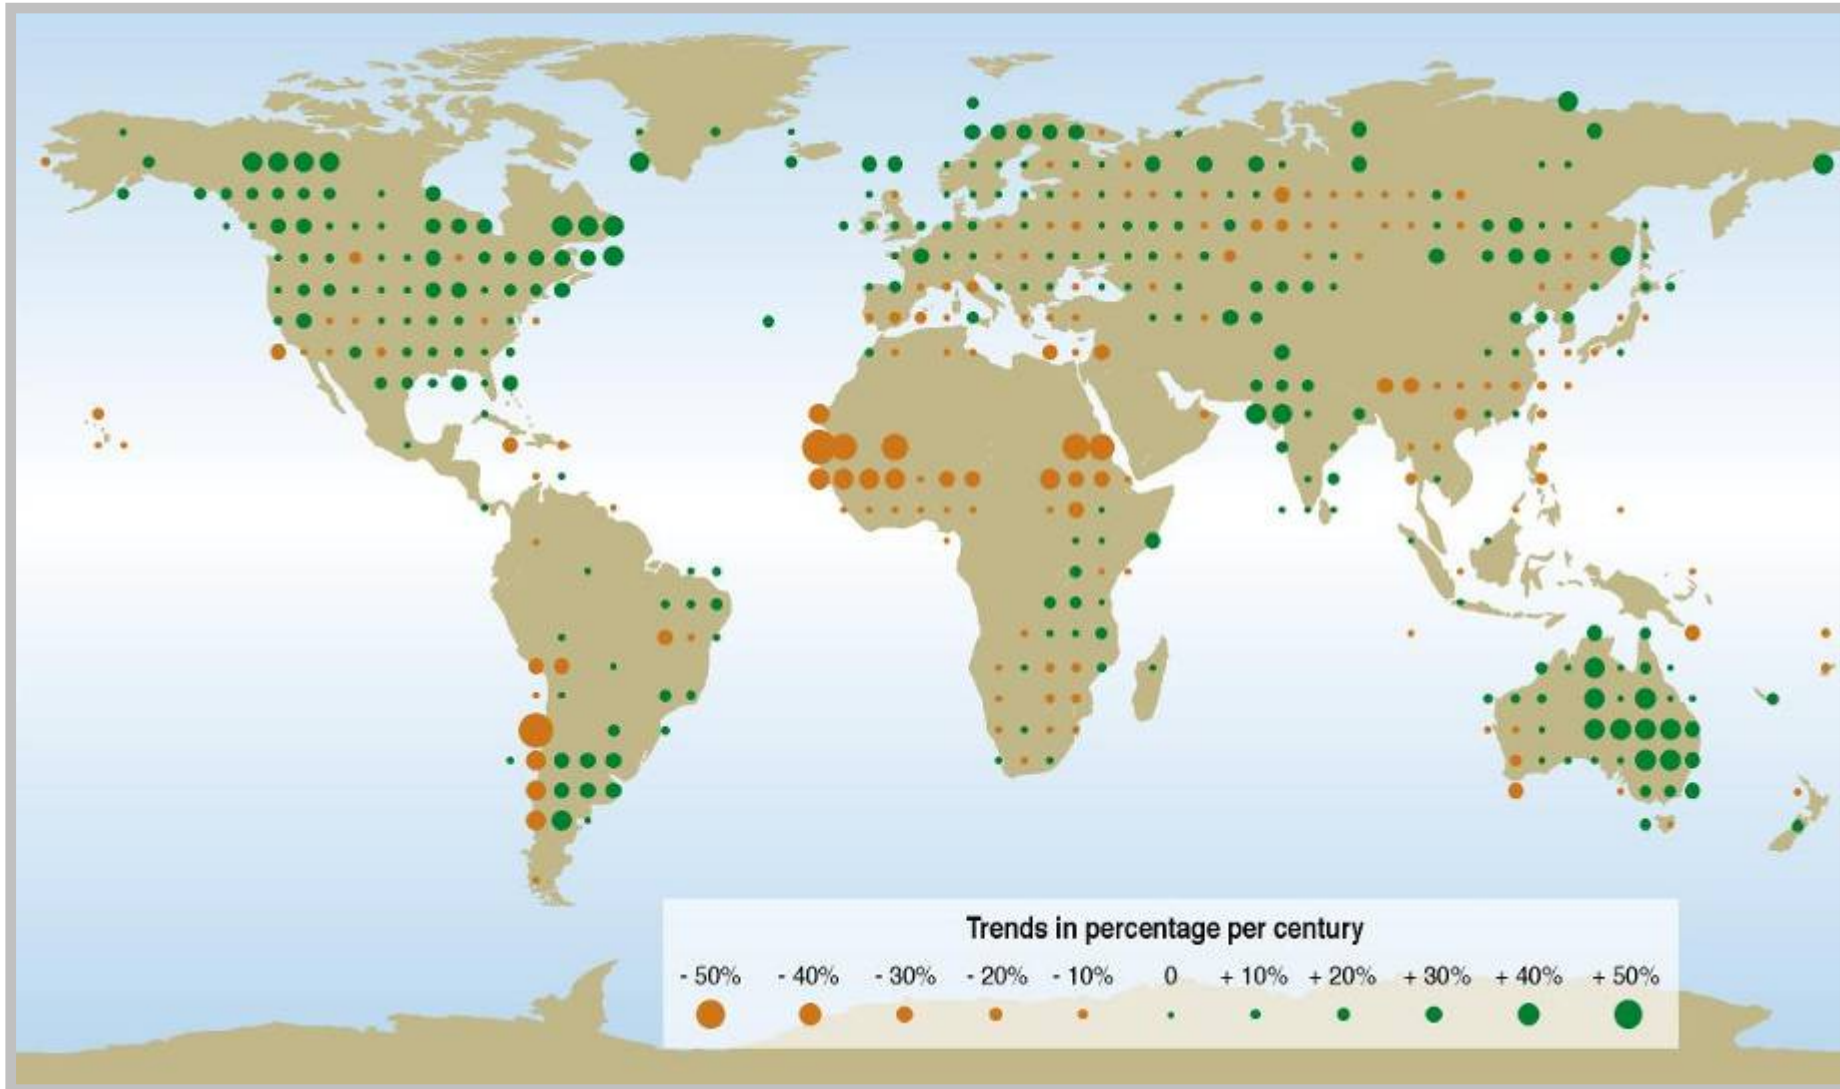 Trends in percentage per century
- 50% - 40% - 30% - 20% - 10% 0 + 10% + 20% + 30% + 40% + 50%